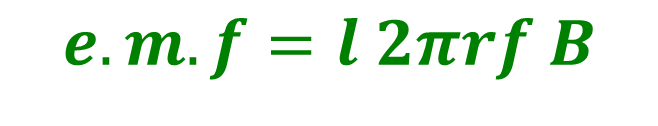 e.m.f = l 2πrf B